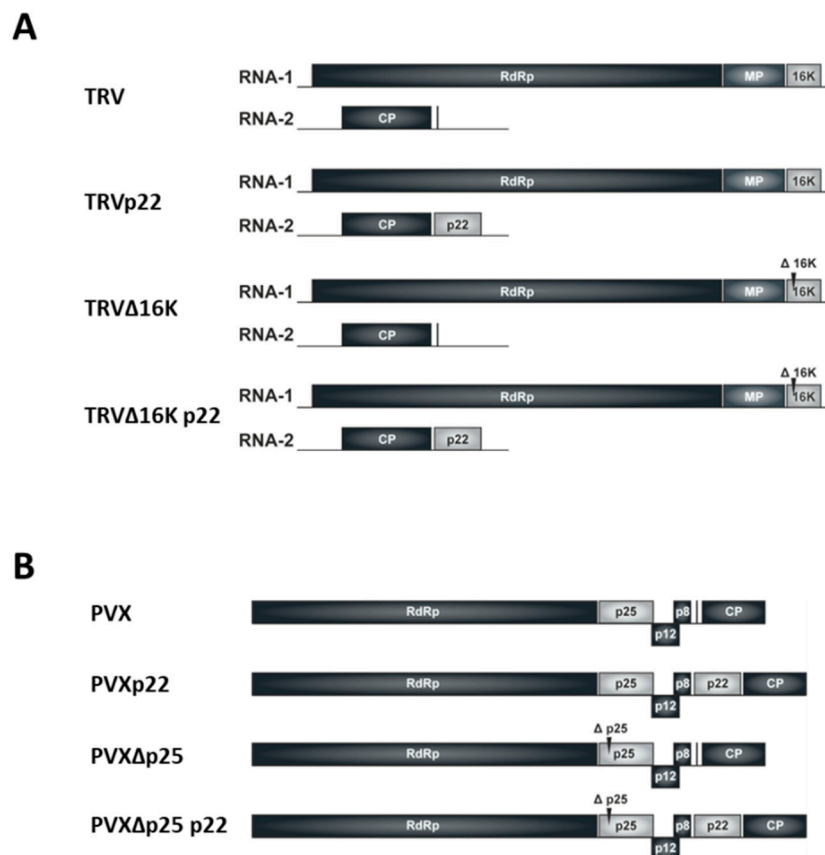 A
TRV
RNA-1 RdRp MP 16K
RNA-2 CP
TRVp22
RNA-1 RdRp MP 16K
RNA-2 CP p22
TRVΔ16K
Δ 16K
RNA-1 RdRp MP 16K
RNA-2 CP
TRVΔ16K p22
Δ 16K
RNA-1 RdRp MP 16K
RNA-2 CP p22
B
PVX RdRp p25 p8 CP
p12
PVXp22 RdRp p25 p8 p22 CP
p12
Δ p25
PVXΔp25 RdRp p25 p8 CP
p12
Δ p25
PVXΔp25 p22 RdRp p25 p8 p22 CP
p12